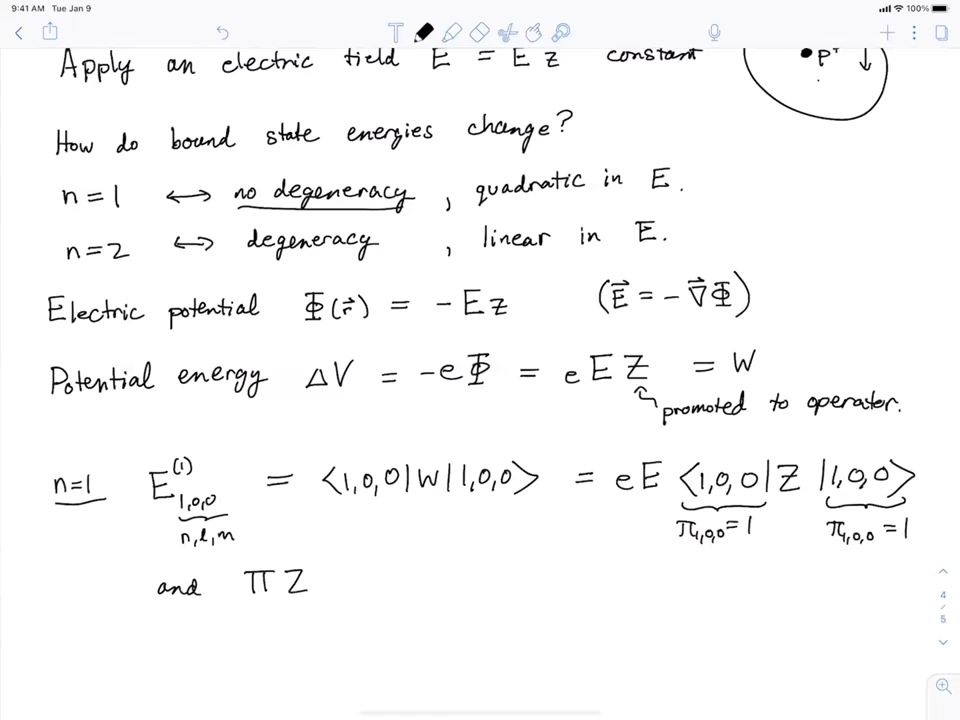 9:41 AM Tue Jan 9
100%
Apply an electric field E = E z constant
p⁺
How do bound state energies change?
n=1 ⟷ no degeneracy, quadratic in E.
n=2 ⟷ degeneracy, linear in E.
Electric potential Φ(r⃗) = -Ez (E⃗ = -∇⃗Φ)
Potential energy ΔV = -eΦ = eEZ = W
promoted to operator.
n=1 E⁽¹⁾₁,₀,₀ = ⟨1,0,0|W|1,0,0⟩ = eE ⟨1,0,0|Z|1,0,0⟩
n,l,m π₁,₀,₀=1 π₁,₀,₀=1
and Π Z
4
/
5